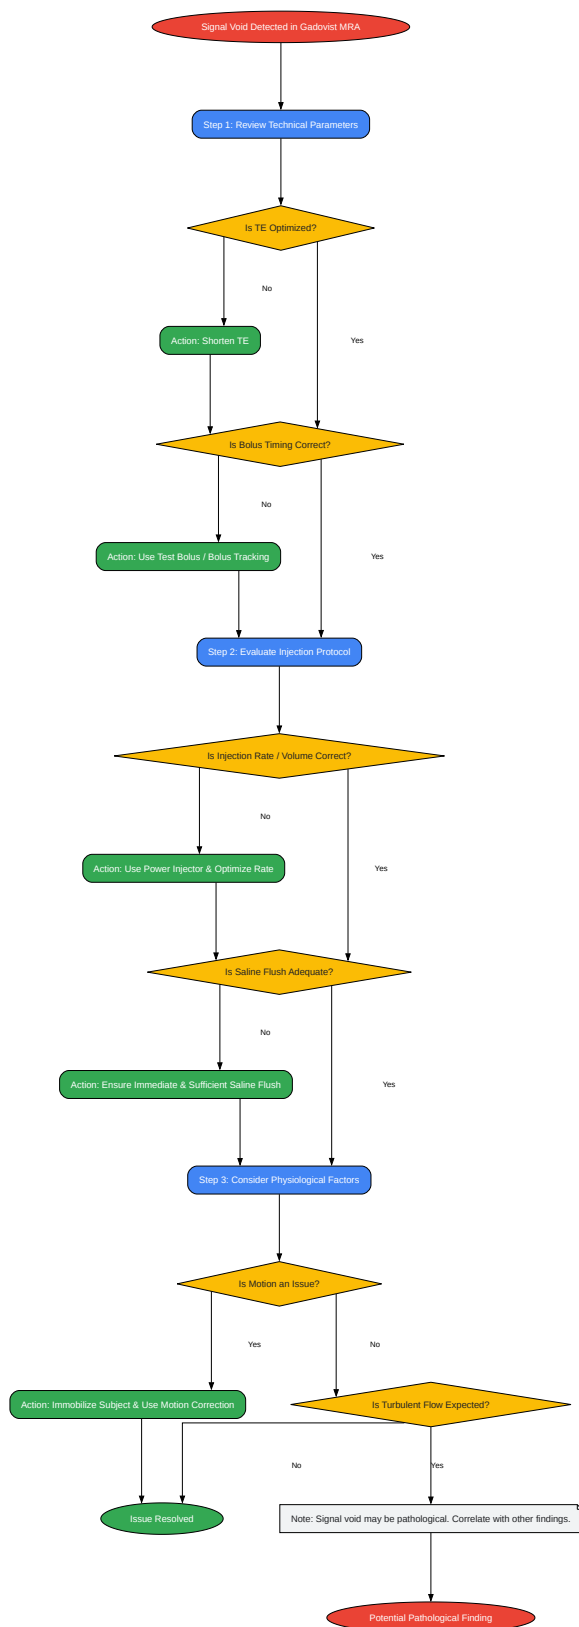 Signal Void Detected in Gadovist MRA
Step 1: Review Technical Parameters
Is TE Optimized?
No
Action: Shorten TE
Yes
Is Bolus Timing Correct?
No
Action: Use Test Bolus / Bolus Tracking
Yes
Step 2: Evaluate Injection Protocol
Is Injection Rate / Volume Correct?
No
Action: Use Power Injector & Optimize Rate
Yes
Is Saline Flush Adequate?
No
Action: Ensure Immediate & Sufficient Saline Flush
Yes
Step 3: Consider Physiological Factors
Is Motion an Issue?
Yes
No
Action: Immobilize Subject & Use Motion Correction
Is Turbulent Flow Expected?
No
Yes
Issue Resolved
Note: Signal void may be pathological. Correlate with other findings.
Potential Pathological Finding